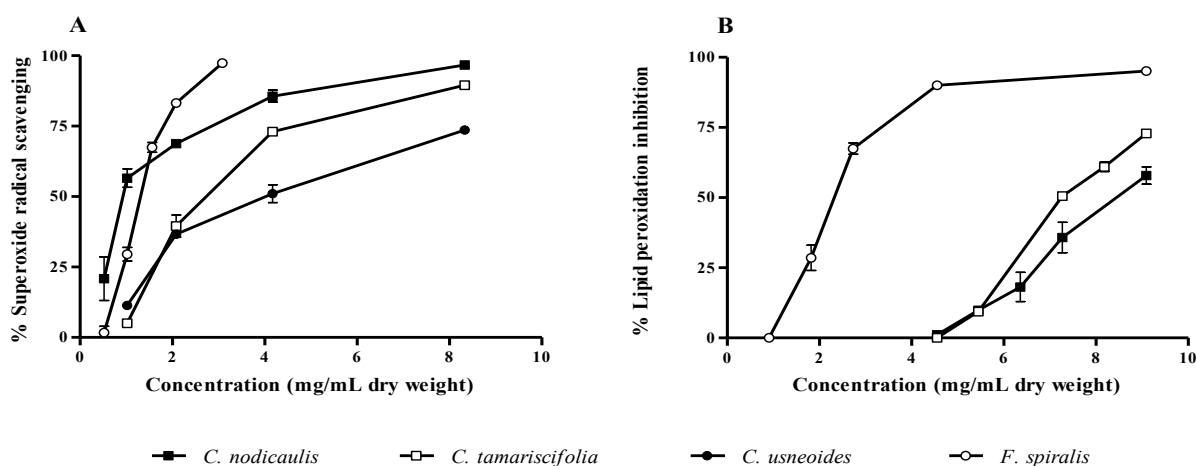 A
B
% Superoxide radical scavenging
100
75
50
25
0
0 2 4 6 8 10
Concentration (mg/mL dry weight)
% Lipid peroxidation inhibition
100
75
50
25
0
0 2 4 6 8 10
Concentration (mg/mL dry weight)
C. nodicaulis C. tamariscifolia C. usneoides F. spiralis